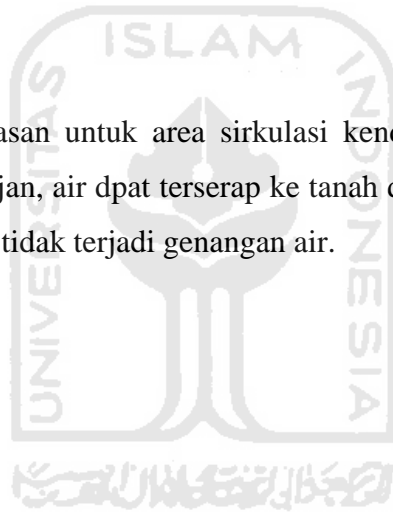 ISLAM
UNIVERSITAS
INDONESIA
asan untuk area sirkulasi kend
jan, air dpat terserap ke tanah d
tidak terjadi genangan air.